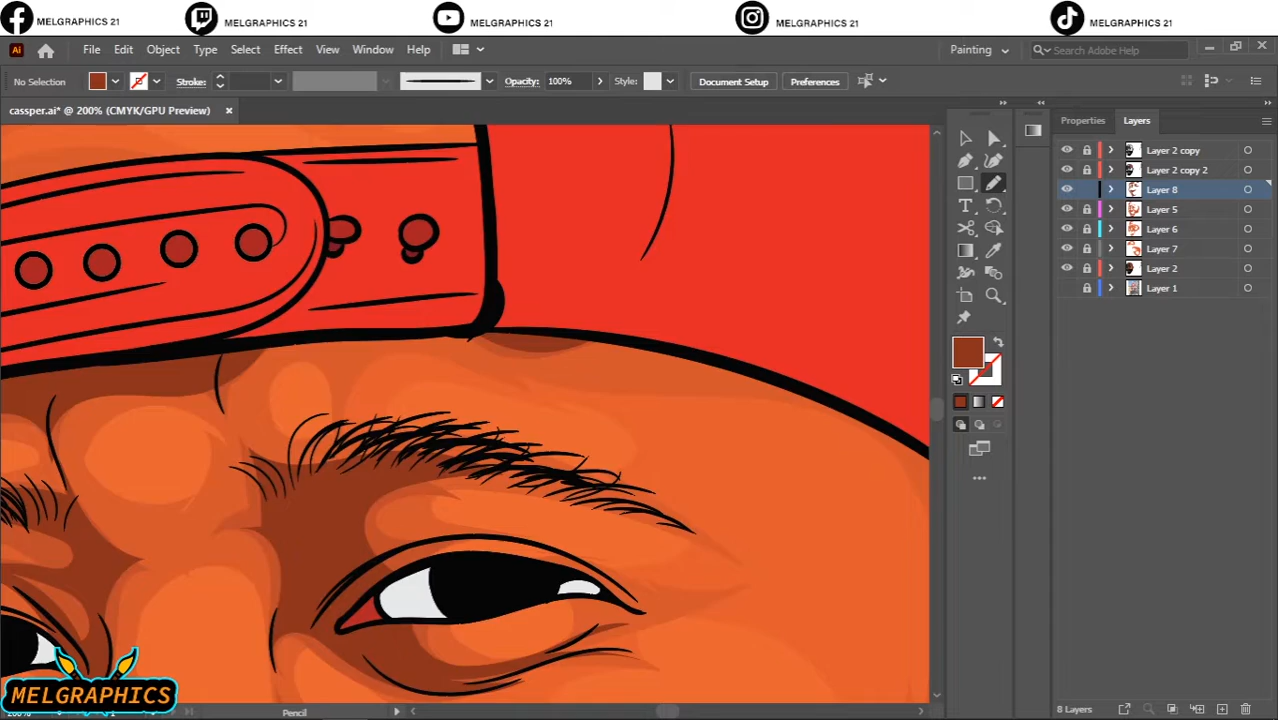 MELGRAPHICS 21
MELGRAPHICS 21
MELGRAPHICS 21
MELGRAPHICS 21
MELGRAPHICS 21
Ai File Edit Object Type Select Effect View Window Help Painting Search Adobe Help
No Selection Stroke: Opacity: 100% Style: Document Setup Preferences
cassper.ai* @ 200% (CMYK/GPU Preview)
Properties Layers
Layer 2 copy
Layer 2 copy 2
Layer 8
Layer 5
Layer 6
Layer 7
Layer 2
Layer 1
MELGRAPHICS
Pencil
8 Layers